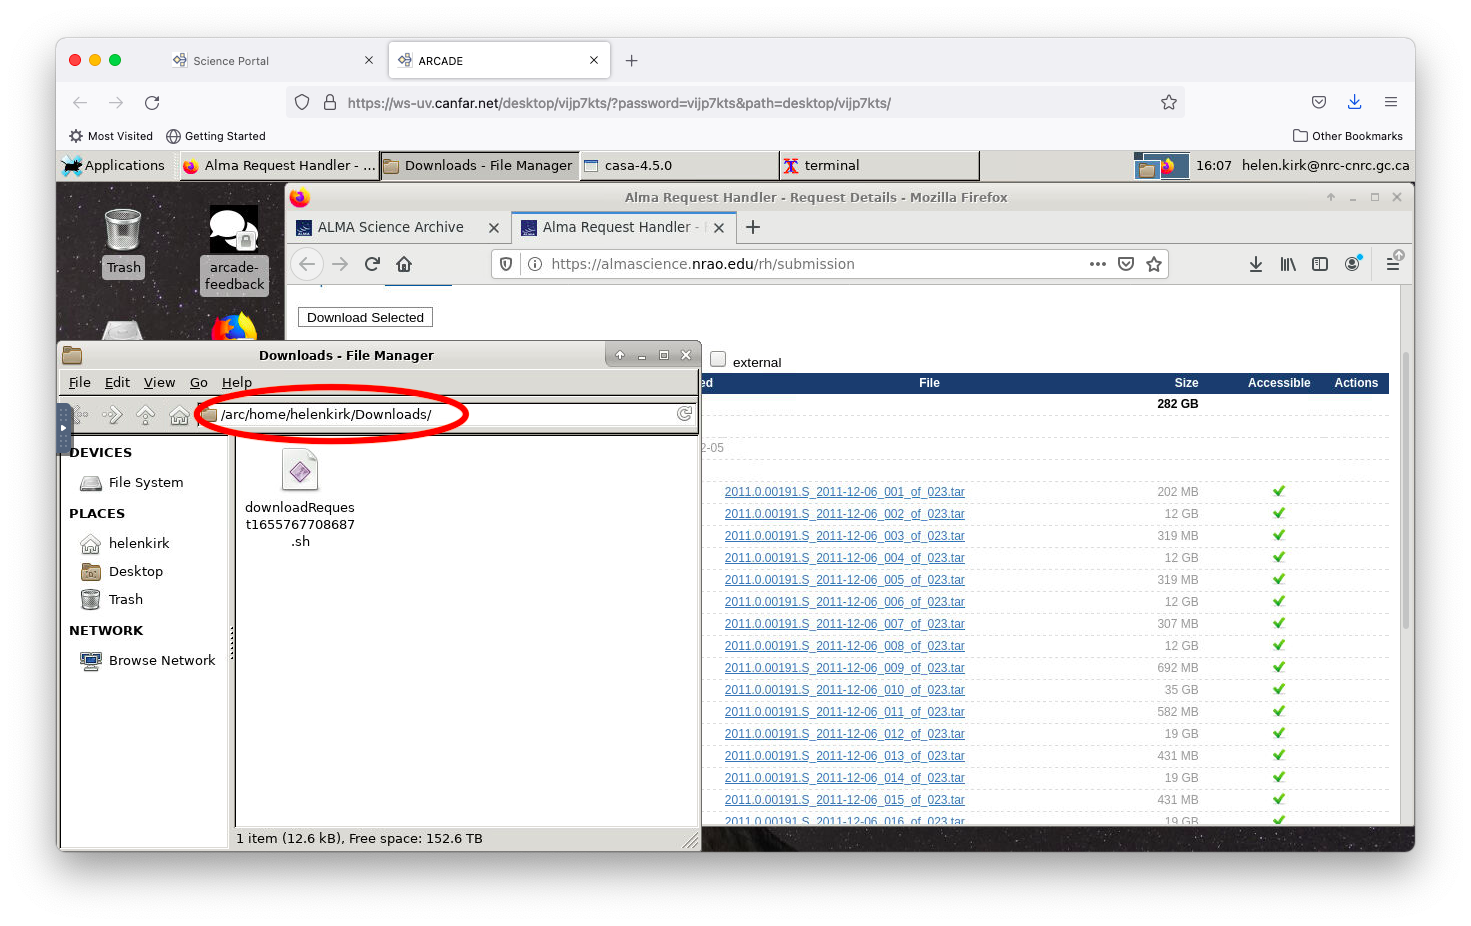 Science Portal
ARCADE
https://ws-uv.canfar.net/desktop/vijp7kts/?password=vijp7kts&path=desktop/vijp7kts/
Most Visited
Getting Started
Other Bookmarks
Applications
Alma Request Handler - ...
Downloads - File Manager
casa-4.5.0
terminal
16:07
helen.kirk@nrc-cnrc.gc.ca
Trash
arcade-
feedback
Alma Request Handler - Request Details - Mozilla Firefox
ALMA Science Archive
Alma Request Handler -
https://almascience.nrao.edu/rh/submission
Download Selected
external
File Size Accessible Actions
282 GB
2-05
2011.0.00191.S_2011-12-06_001_of_023.tar 202 MB
2011.0.00191.S_2011-12-06_002_of_023.tar 12 GB
2011.0.00191.S_2011-12-06_003_of_023.tar 319 MB
2011.0.00191.S_2011-12-06_004_of_023.tar 12 GB
2011.0.00191.S_2011-12-06_005_of_023.tar 319 MB
2011.0.00191.S_2011-12-06_006_of_023.tar 12 GB
2011.0.00191.S_2011-12-06_007_of_023.tar 307 MB
2011.0.00191.S_2011-12-06_008_of_023.tar 12 GB
2011.0.00191.S_2011-12-06_009_of_023.tar 692 MB
2011.0.00191.S_2011-12-06_010_of_023.tar 35 GB
2011.0.00191.S_2011-12-06_011_of_023.tar 582 MB
2011.0.00191.S_2011-12-06_012_of_023.tar 19 GB
2011.0.00191.S_2011-12-06_013_of_023.tar 431 MB
2011.0.00191.S_2011-12-06_014_of_023.tar 19 GB
2011.0.00191.S_2011-12-06_015_of_023.tar 431 MB
2011.0.00191.S_2011-12-06_016_of_023.tar 19 GB
Downloads - File Manager
File Edit View Go Help
/arc/home/helenkirk/Downloads/
DEVICES
File System
PLACES
helenkirk
Desktop
Trash
NETWORK
Browse Network
downloadReques
t1655767708687
.sh
1 item (12.6 kB), Free space: 152.6 TB